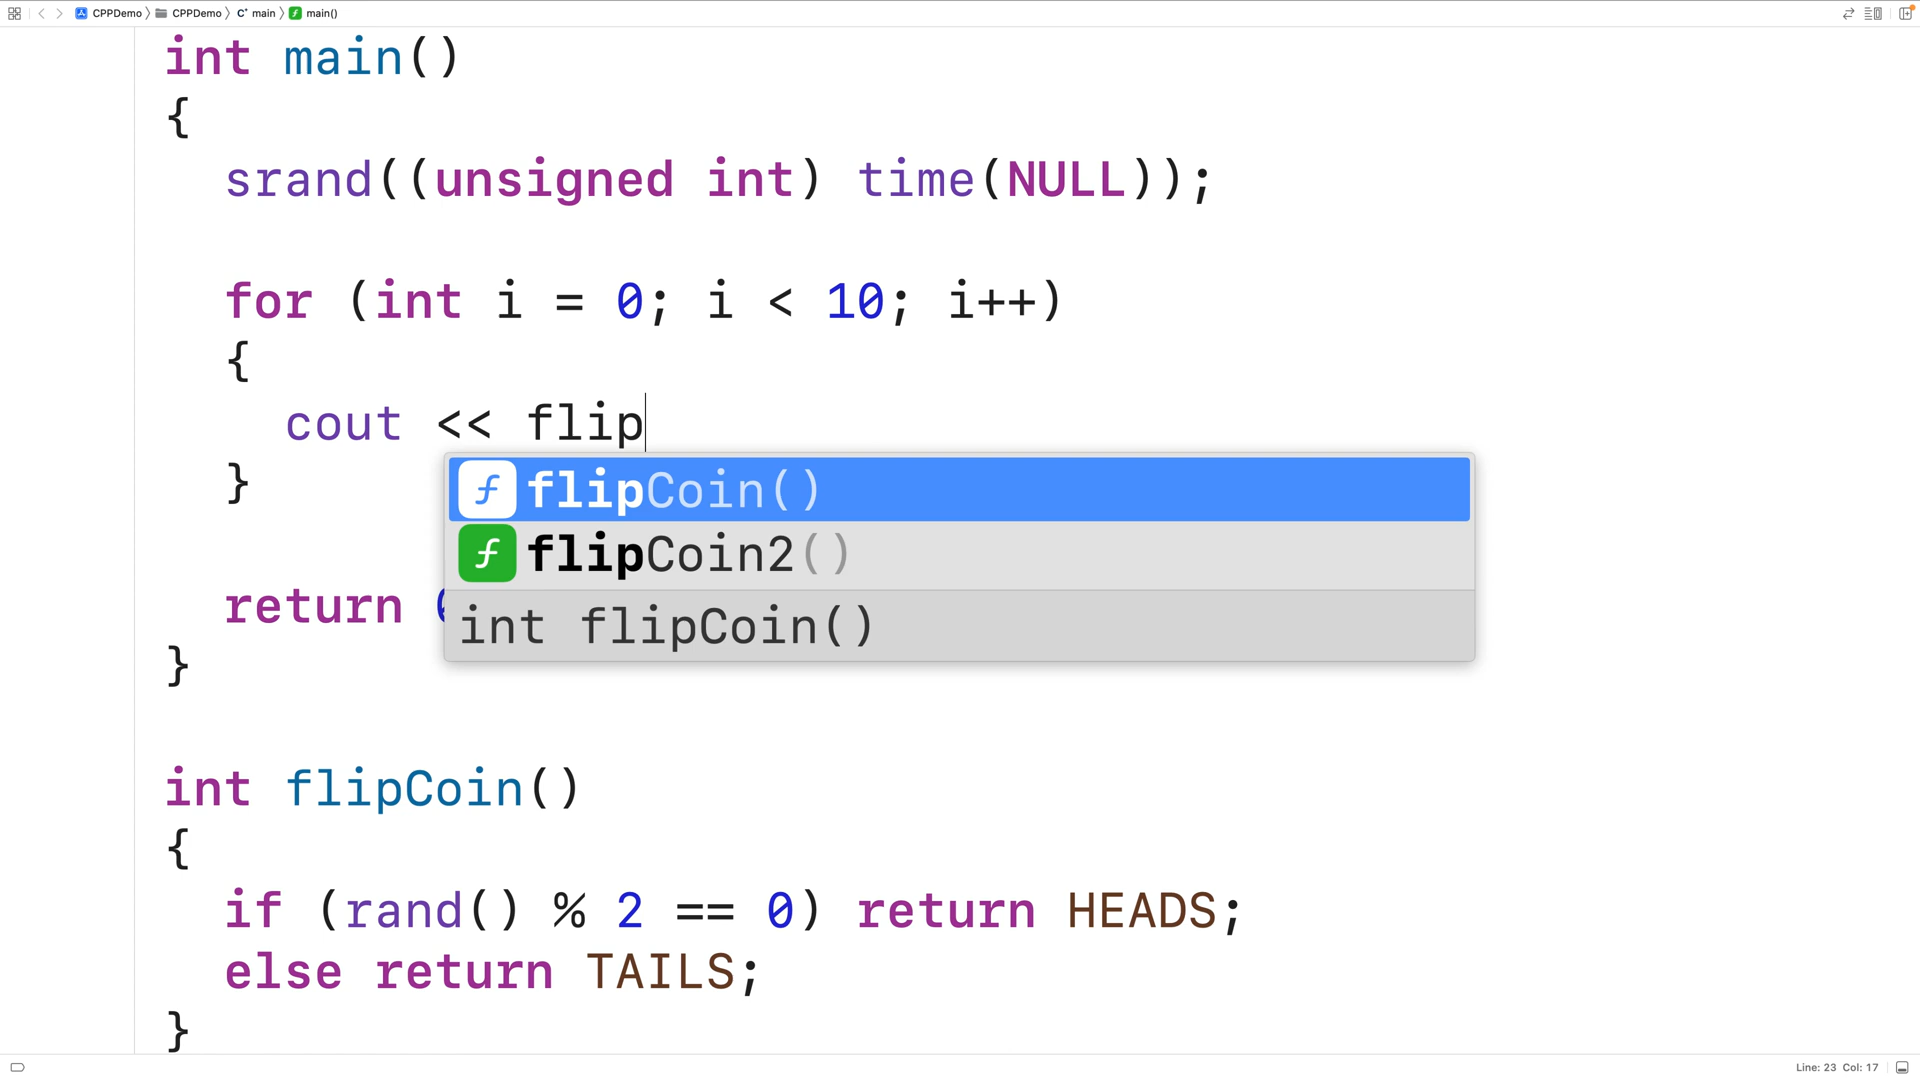 CPPDemo CPPDemo C+ main f main()
int main()
{
srand((unsigned int) time(NULL));
for (int i = 0; i < 10; i++)
{
cout << flip
}
f flipCoin()
f flipCoin2()
return
int flipCoin()
}
int flipCoin()
{
if (rand() % 2 == 0) return HEADS;
else return TAILS;
}
Line: 23 Col: 17